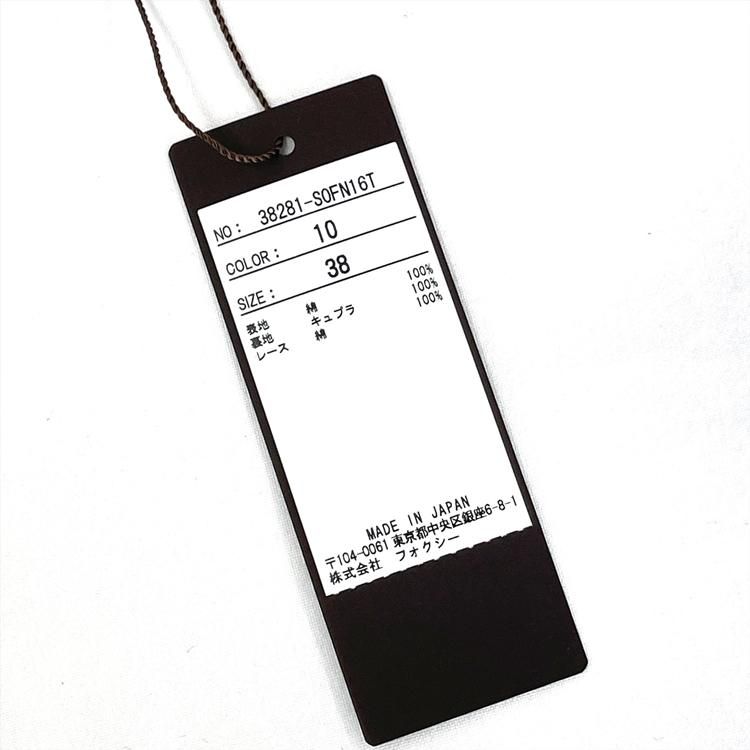 NO: 38281-SOFN16T
COLOR: 10
SIZE: 38
表地 綿 100%
裏地 キュプラ 100%
レース 綿 100%
MADE IN JAPAN
〒104-0061 東京都中央区銀座6-8-1
株式会社 フォクシー